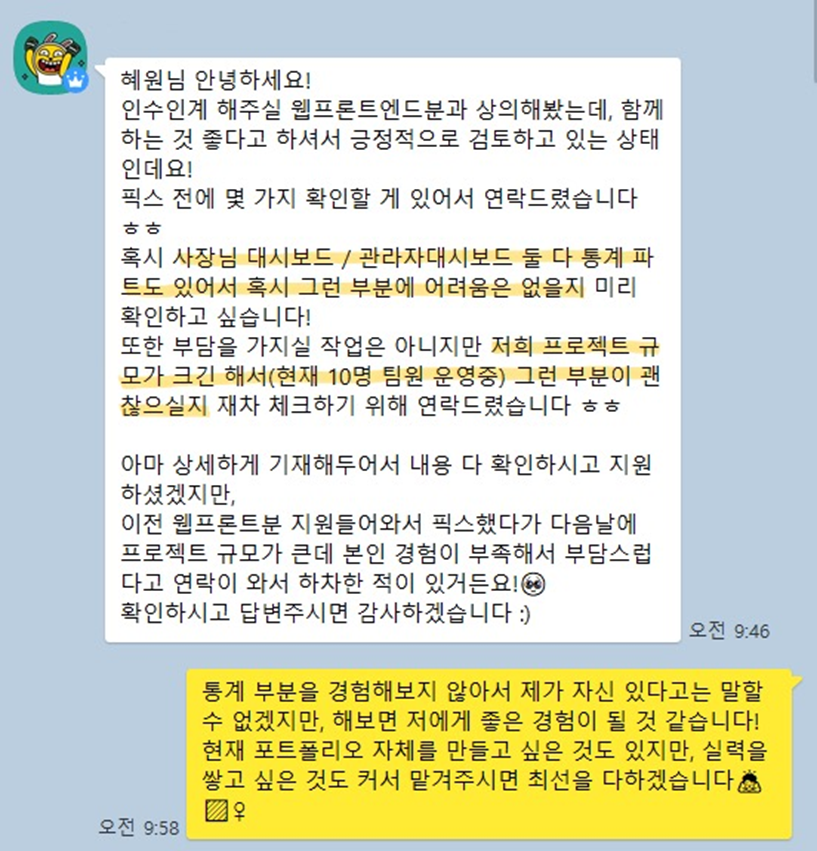 혜원님 안녕하세요!
인수인계 해주실 웹프론트엔드분과 상의해봤는데, 함께
하는 것 좋다고 하셔서 긍정적으로 검토하고 있는 상태
인데요!
픽스 전에 몇 가지 확인할 게 있어서 연락드렸습니다
ㅎㅎ
혹시 사장님 대시보드 / 관라자대시보드 둘 다 통계 파
트도 있어서 혹시 그런 부분에 어려움은 없을지 미리
확인하고 싶습니다!
또한 부담을 가지실 작업은 아니지만 저희 프로젝트 규
모가 크긴 해서(현재 10명 팀원 운영중) 그런 부분이 괜
찮으실지 재차 체크하기 위해 연락드렸습니다 ㅎㅎ
아마 상세하게 기재해두어서 내용 다 확인하시고 지원
하셨겠지만,
이전 웹프론트분 지원들어와서 픽스했다가 다음날에
프로젝트 규모가 큰데 본인 경험이 부족해서 부담스럽
다고 연락이 와서 하차한 적이 있거든요!🥺
확인하시고 답변주시면 감사하겠습니다 :)
오전 9:46
통계 부분을 경험해보지 않아서 제가 자신 있다고는 말할
수 없겠지만, 해보면 저에게 좋은 경험이 될 것 같습니다!
현재 포트폴리오 자체를 만들고 싶은 것도 있지만, 실력을
쌓고 싶은 것도 커서 맡겨주시면 최선을 다하겠습니다🙇
▨♀
오전 9:58